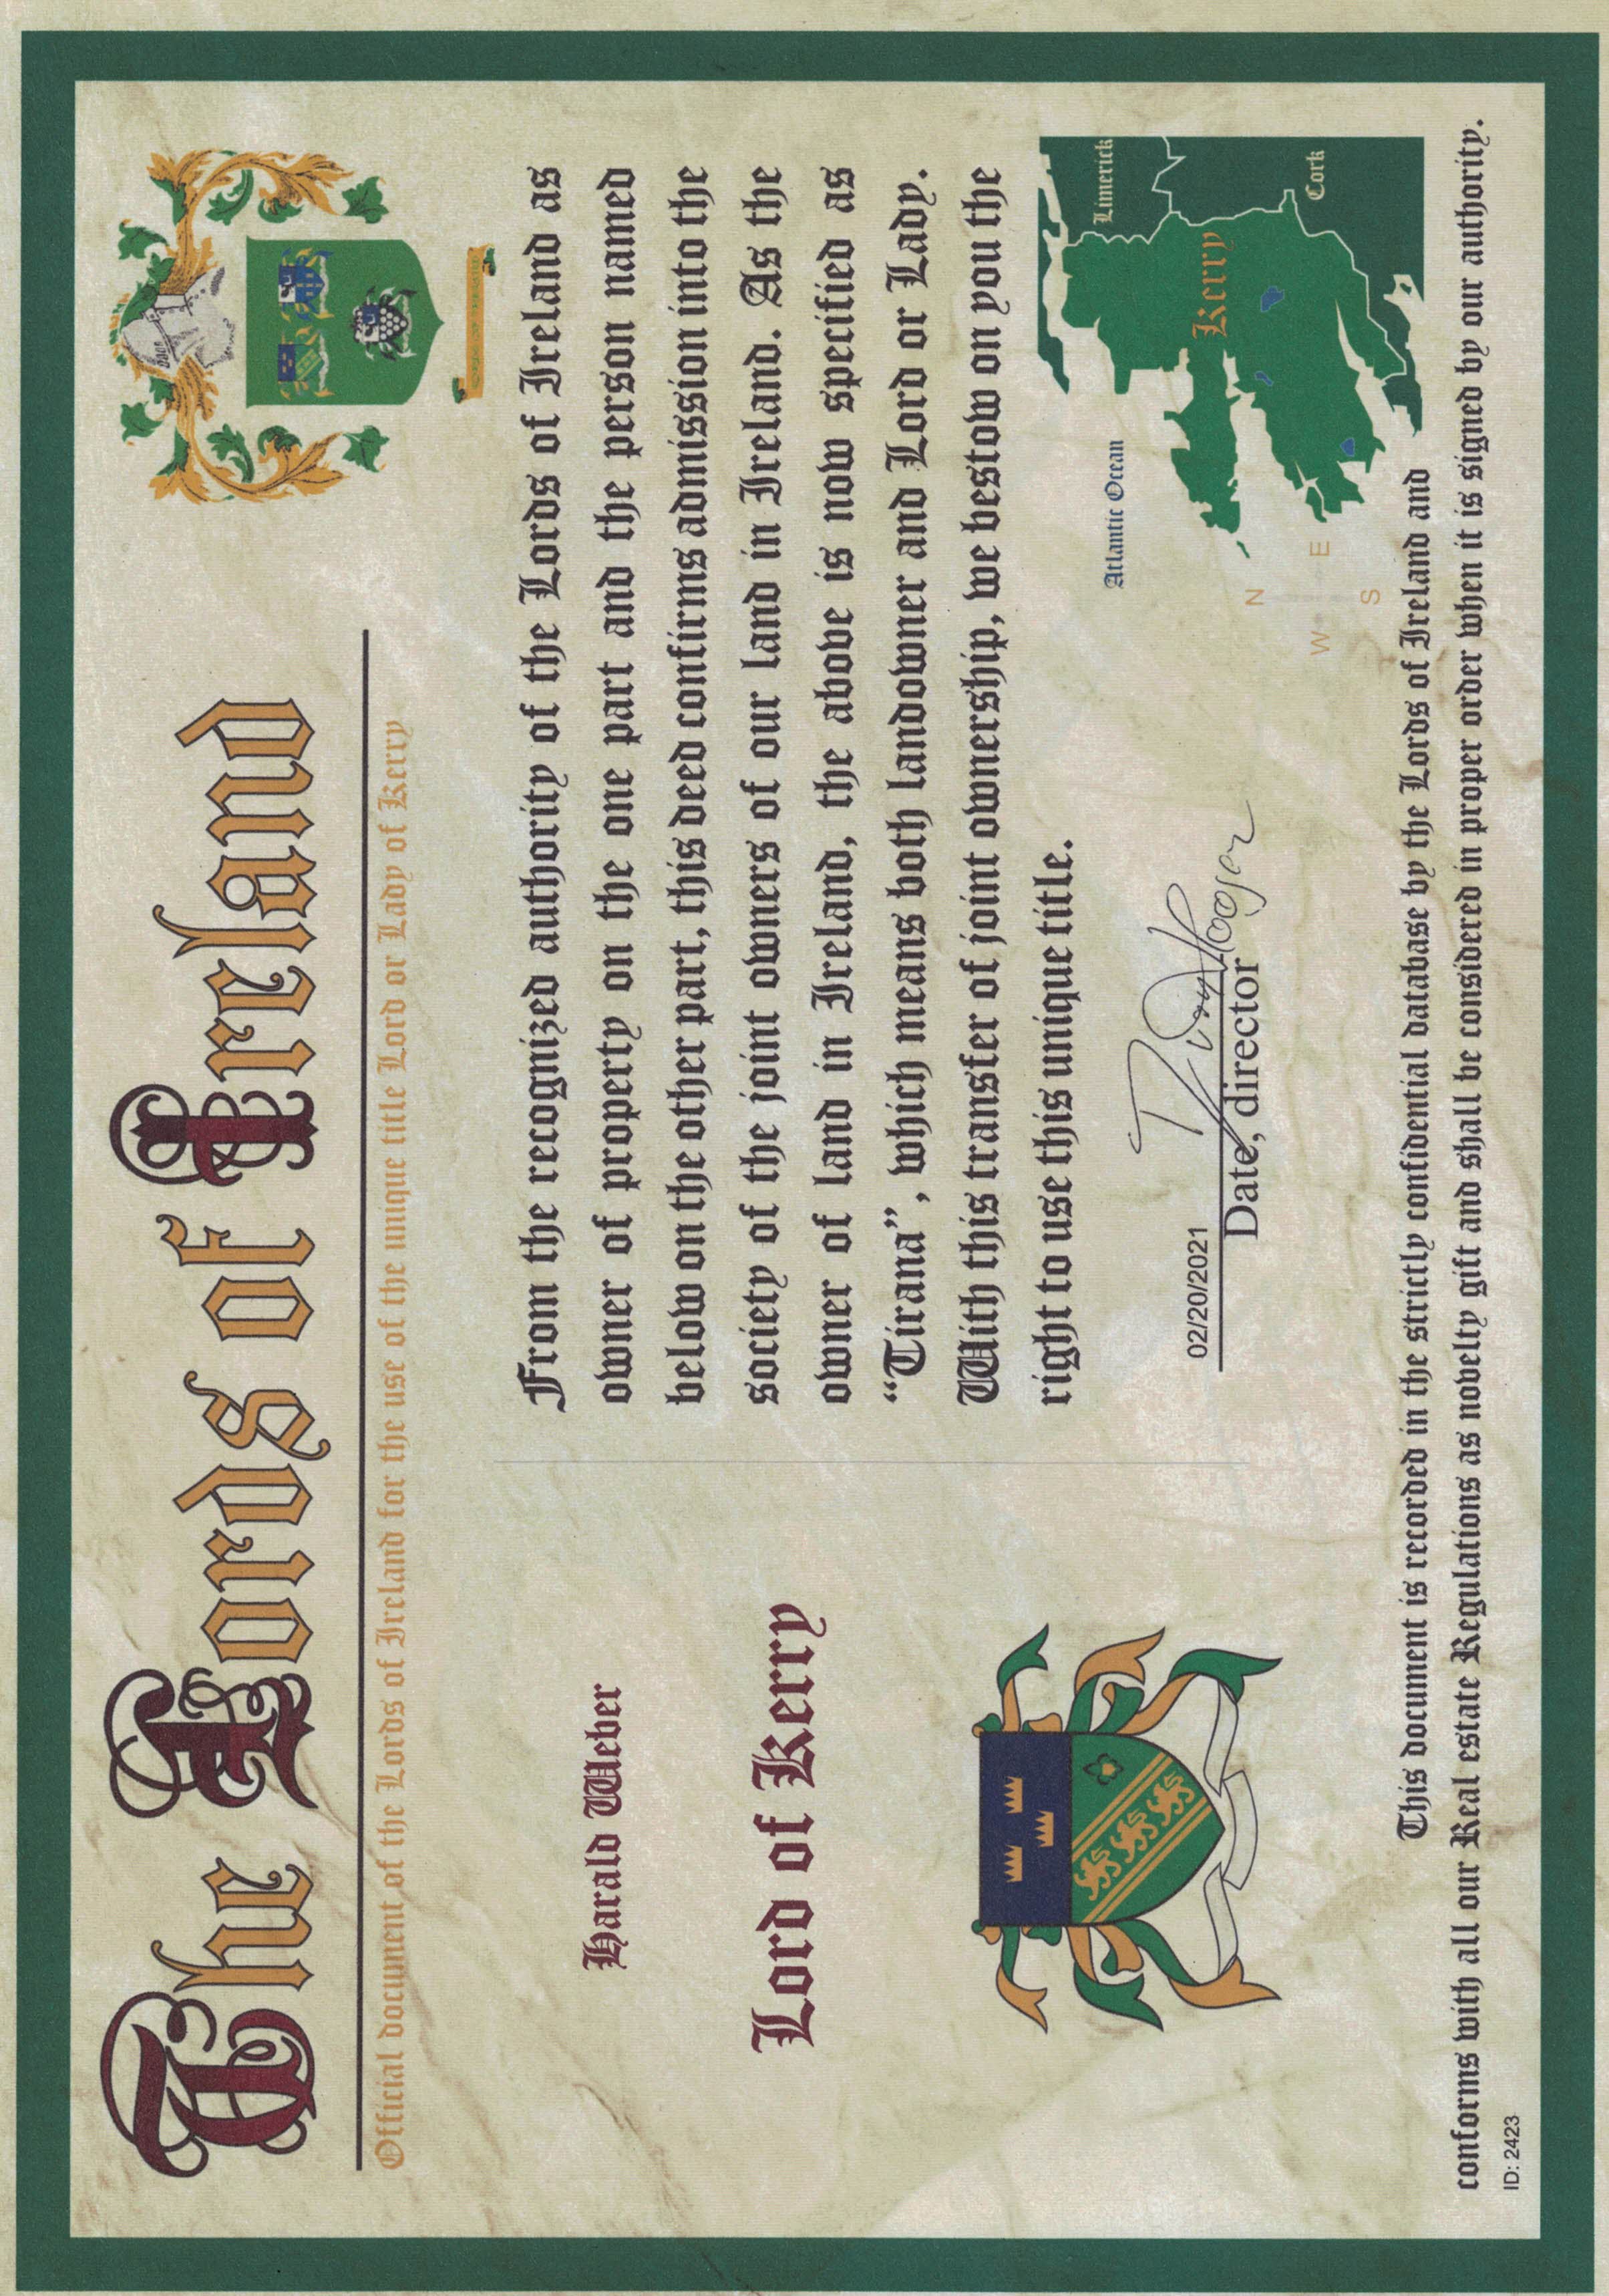 The Lords of Ireland
Official document of the Lords of Ireland for the use of the unique title Lord or Lady of Kerry
Harald Weber
Lord of Kerry
From the recognized authority of the Lords of Ireland as
owner of property on the one part and the person named
below on the other part, this deed confirms admission into the
society of the joint owners of our land in Ireland. As the
owner of land in Ireland, the above is now specified as
“Tirana”, which means both landowner and Lord or Lady.
With this transfer of joint ownership, we bestow on you the
right to use this unique title.
02/20/2021
Date, director
Limerick
Kerry
Cork
Atlantic Ocean
N
W E
S
This document is recorded in the strictly confidential database by the Lords of Ireland and
conforms with all our Real estate Regulations as novelty gift and shall be considered in proper order when it is signed by our authority.
ID: 2423